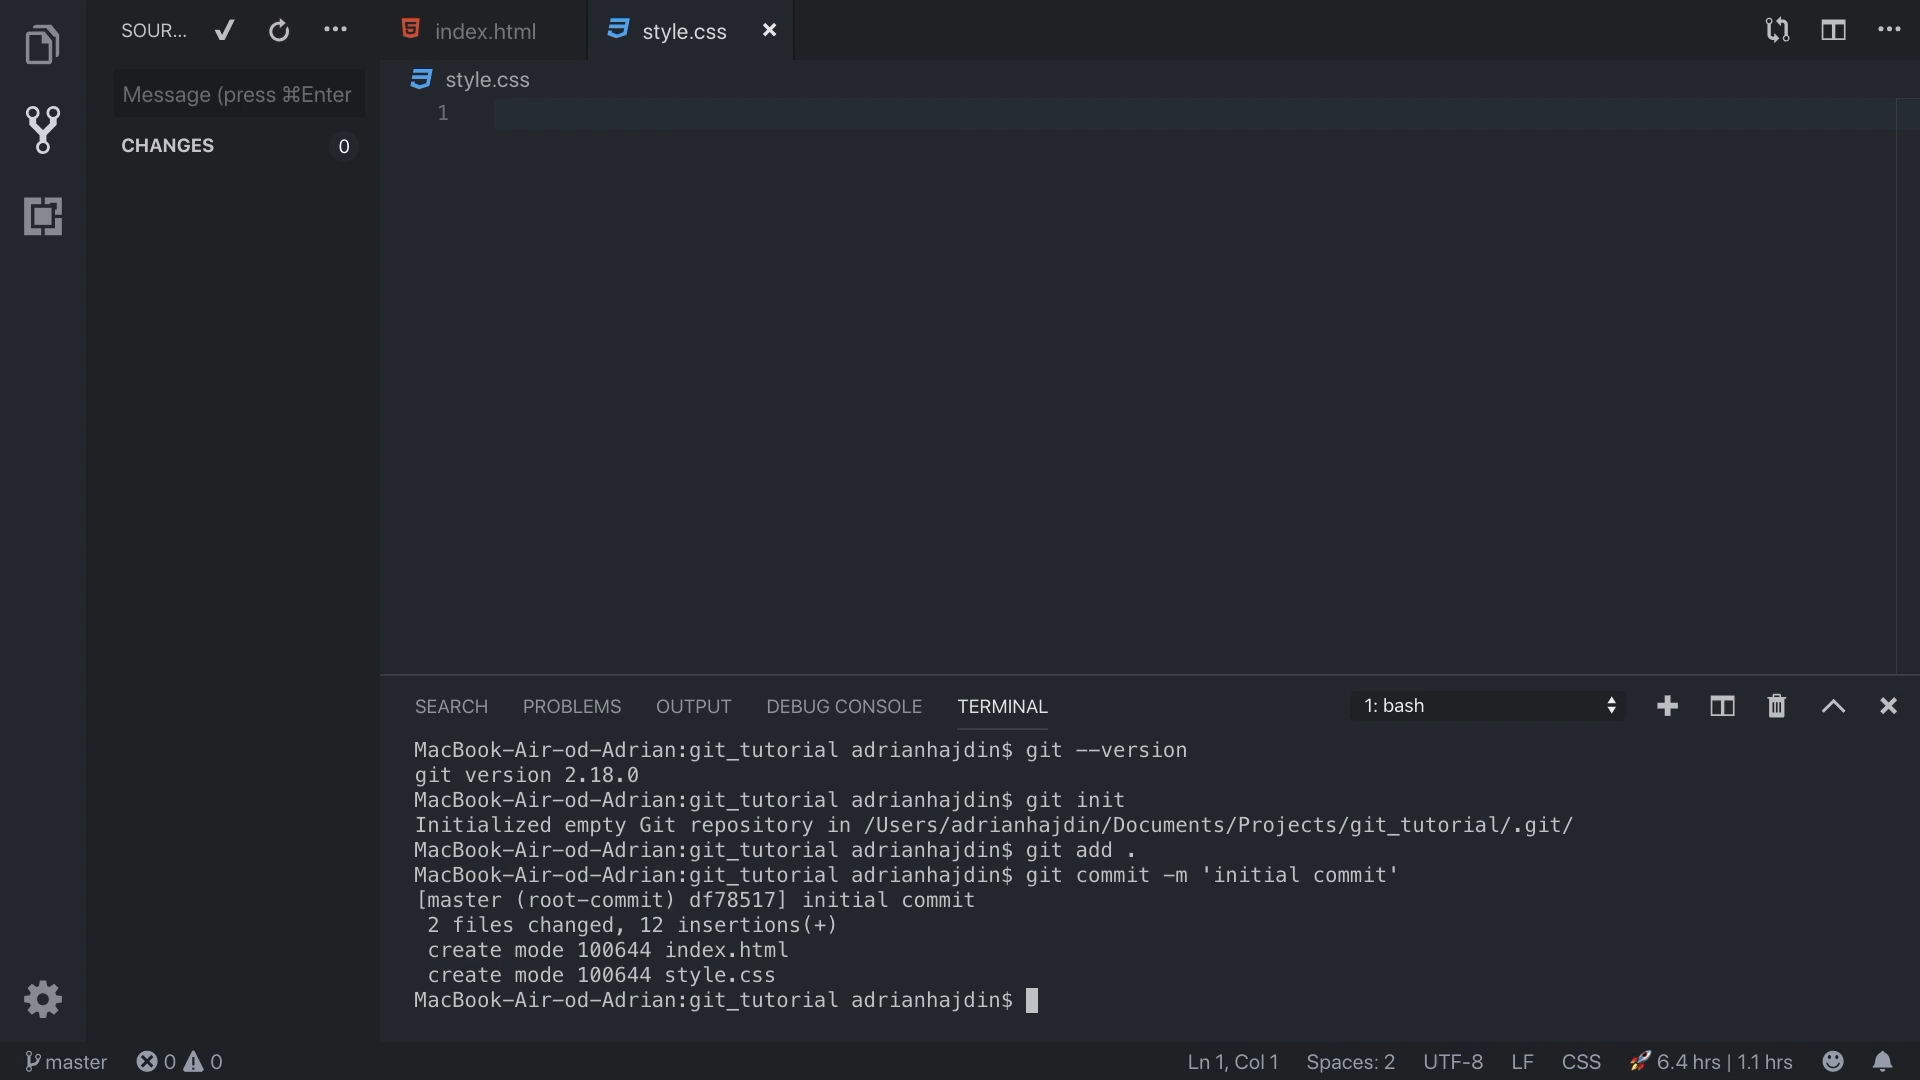 SOUR...
index.html
style.css
style.css
Message (press ⌘Enter
CHANGES 0
1
SEARCH PROBLEMS OUTPUT DEBUG CONSOLE TERMINAL 1: bash
MacBook-Air-od-Adrian:git_tutorial adrianhajdin$ git --version
git version 2.18.0
MacBook-Air-od-Adrian:git_tutorial adrianhajdin$ git init
Initialized empty Git repository in /Users/adrianhajdin/Documents/Projects/git_tutorial/.git/
MacBook-Air-od-Adrian:git_tutorial adrianhajdin$ git add .
MacBook-Air-od-Adrian:git_tutorial adrianhajdin$ git commit -m 'initial commit'
[master (root-commit) df78517] initial commit
 2 files changed, 12 insertions(+)
 create mode 100644 index.html
 create mode 100644 style.css
MacBook-Air-od-Adrian:git_tutorial adrianhajdin$
master 0 0 Ln 1, Col 1 Spaces: 2 UTF-8 LF CSS 🚀 6.4 hrs | 1.1 hrs